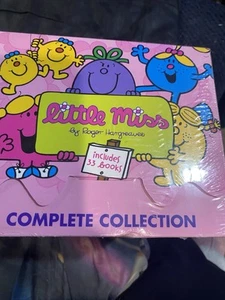 little Miss
by Roger Hargreaves
includes
33 Books
COMPLETE COLLECTION